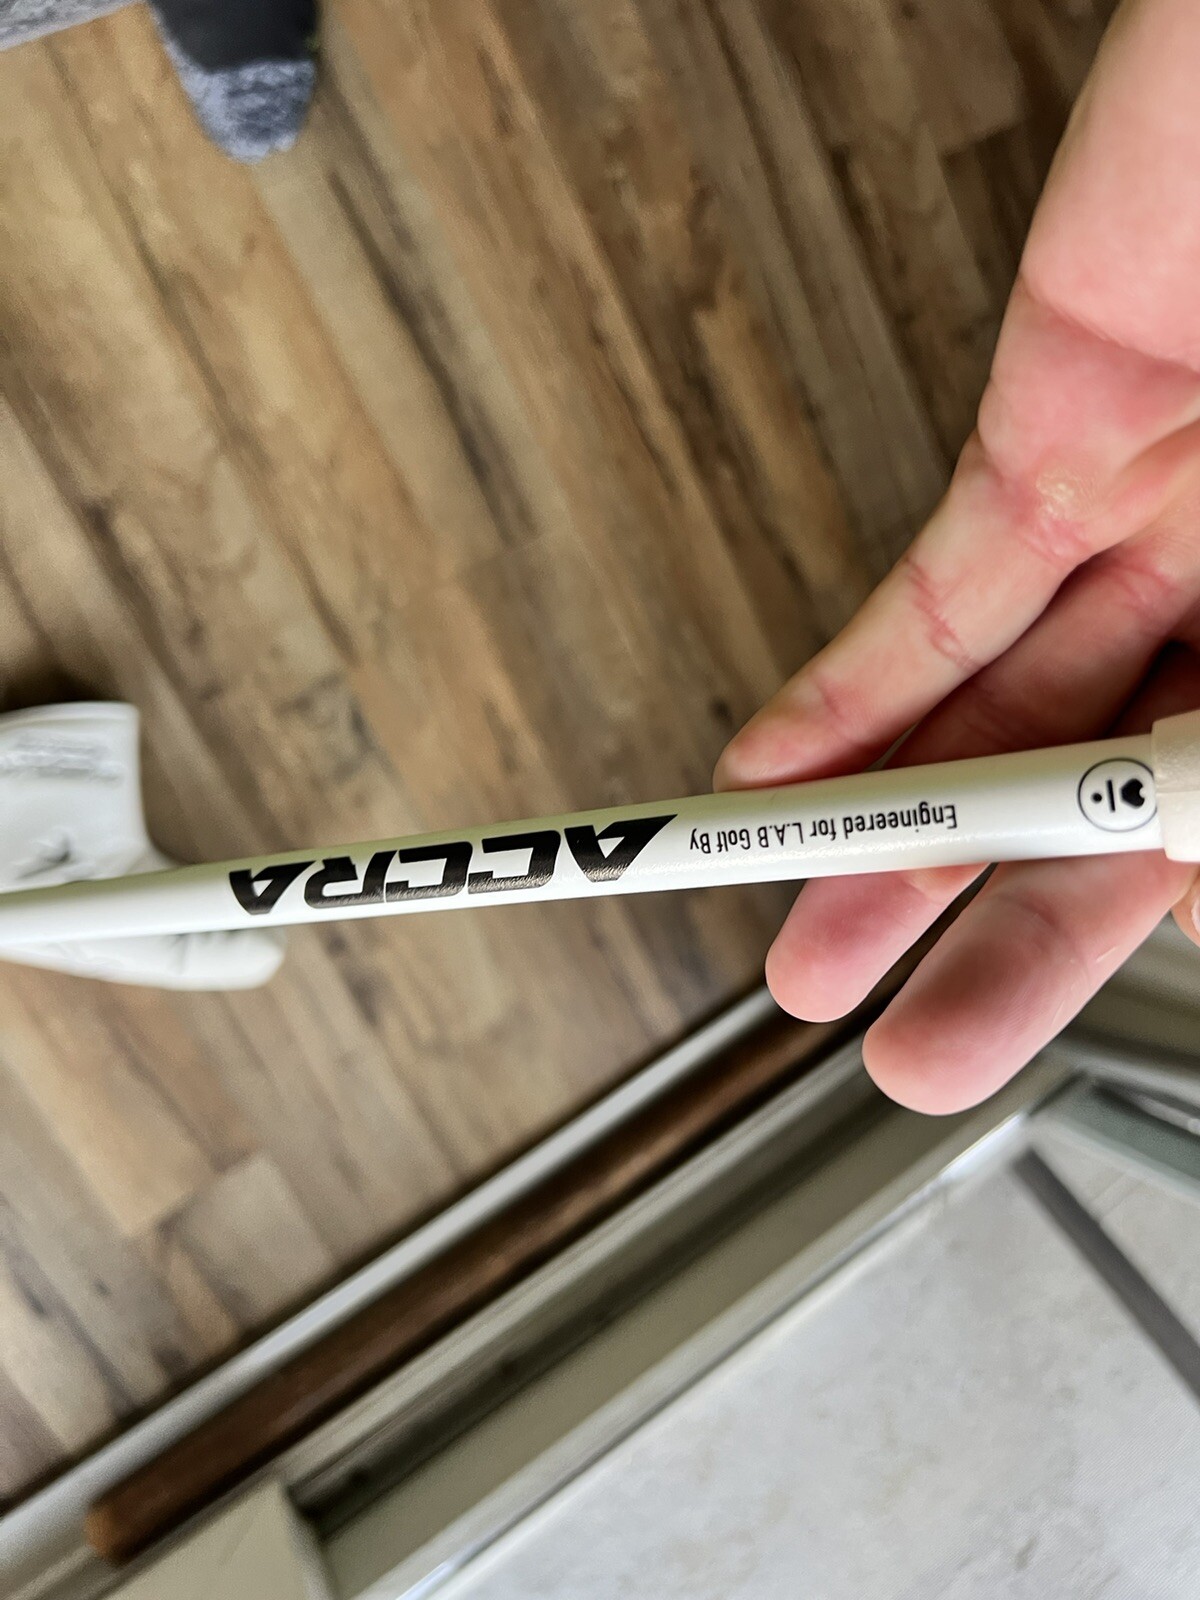 Engineered for L.A.B Golf By
ACCRA